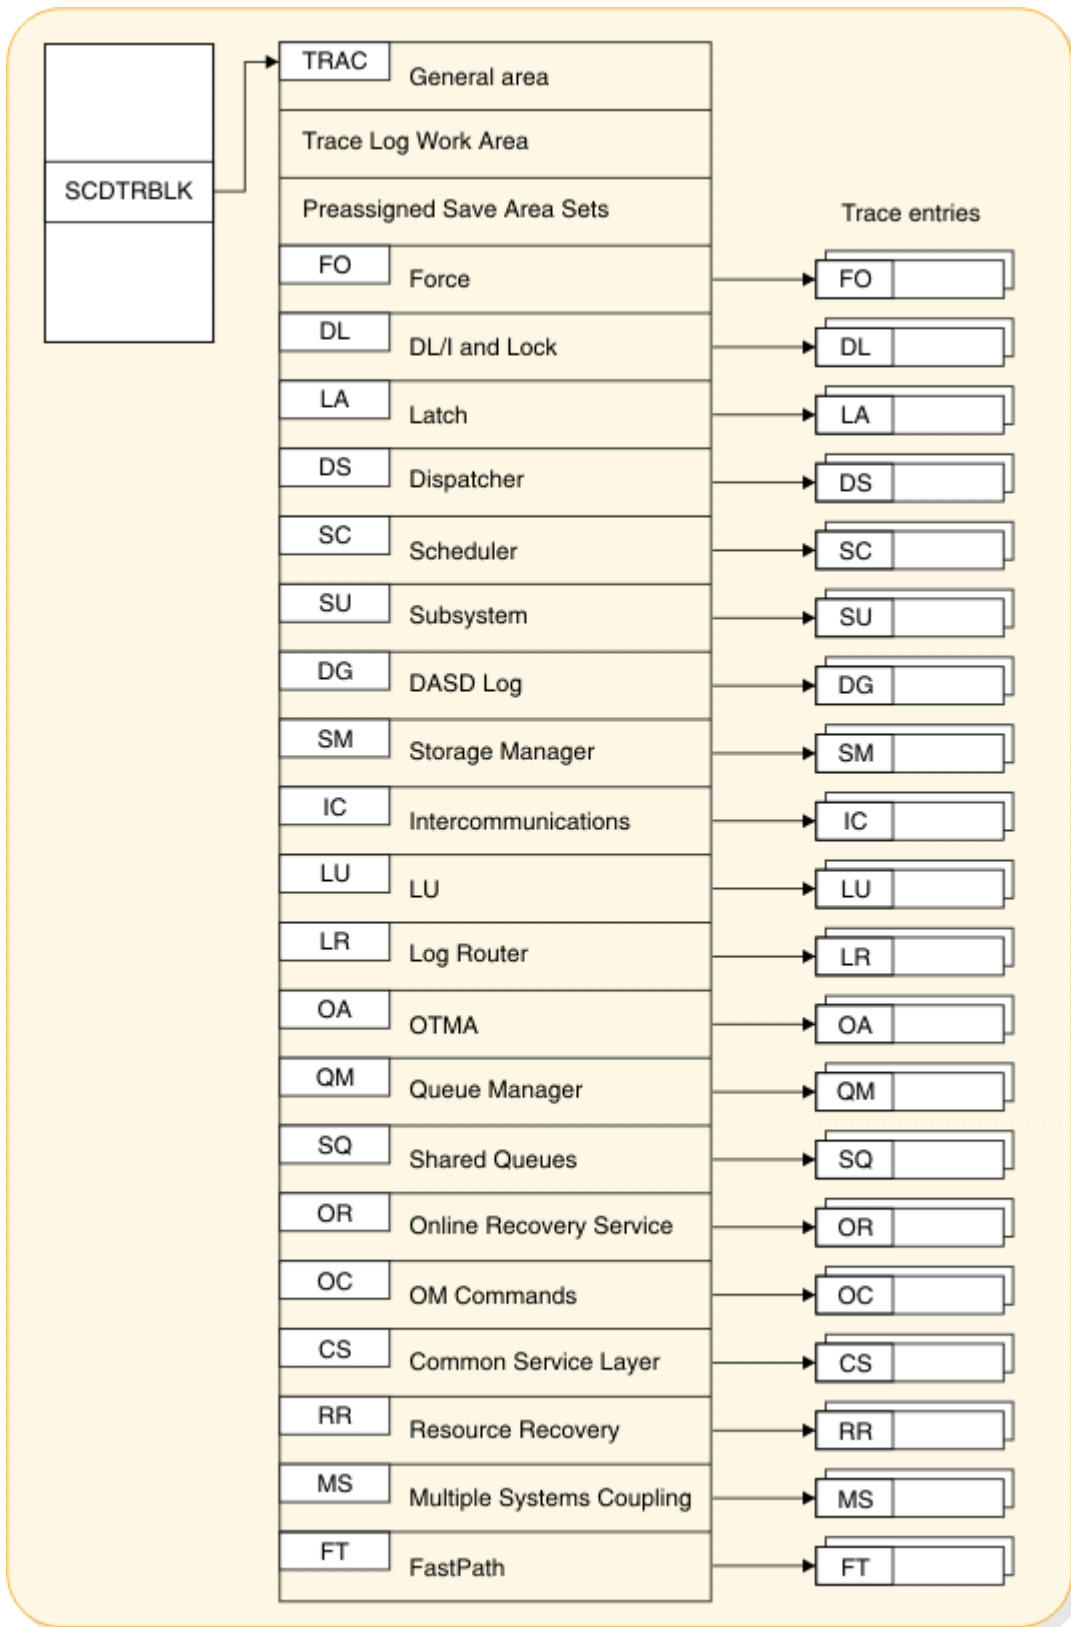 TRAC General area
Trace Log Work Area
SCDTRBLK
Preassigned Save Area Sets
Trace entries
FO Force FO
DL DL/I and Lock DL
LA Latch LA
DS Dispatcher DS
SC Scheduler SC
SU Subsystem SU
DG DASD Log DG
SM Storage Manager SM
IC Intercommunications IC
LU LU LU
LR Log Router LR
OA OTMA OA
QM Queue Manager QM
SQ Shared Queues SQ
OR Online Recovery Service OR
OC OM Commands OC
CS Common Service Layer CS
RR Resource Recovery RR
MS Multiple Systems Coupling MS
FT FastPath FT